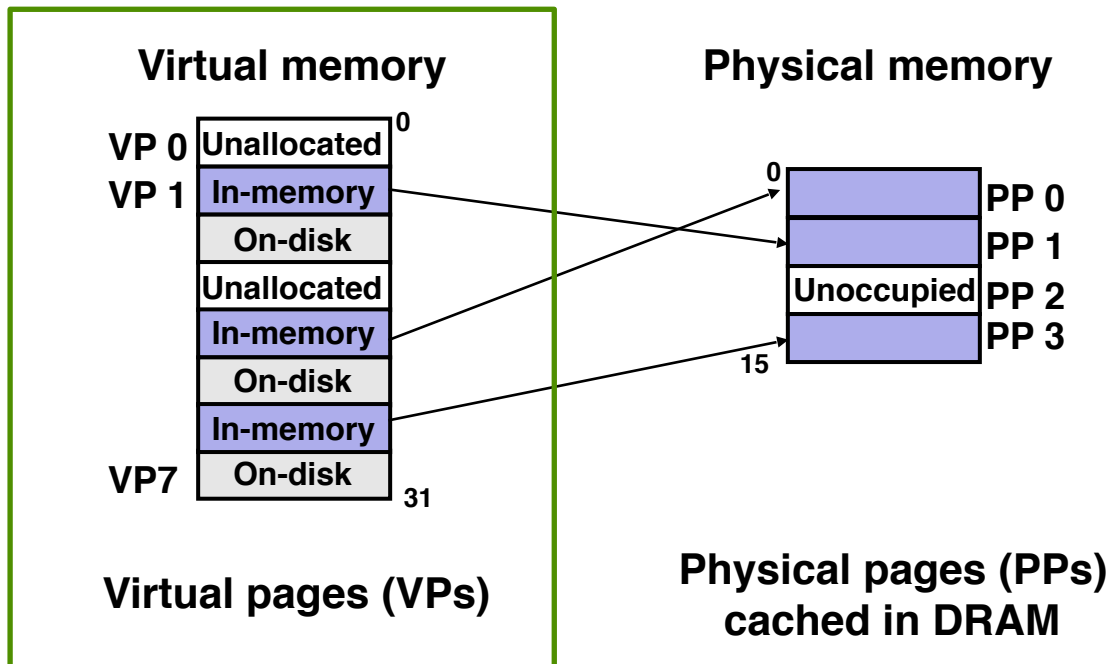 Virtual memory
0
VP 0 Unallocated
VP 1 In-memory
On-disk
Unallocated
In-memory
On-disk
In-memory
VP7 On-disk
31
Virtual pages (VPs)
Physical memory
0
PP 0
PP 1
Unoccupied PP 2
PP 3
15
Physical pages (PPs)
cached in DRAM